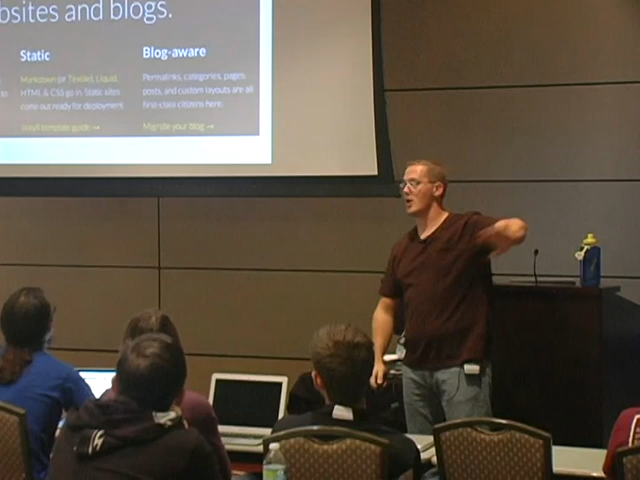 bsites and blogs.
Static
Markdown (or Textile), Liquid,
HTML & CSS go in. Static sites
come out ready for deployment.
Jekyll template guide →
Blog-aware
Permalinks, categories, pages,
posts, and custom layouts are all
first-class citizens here.
Migrate your blog →
to